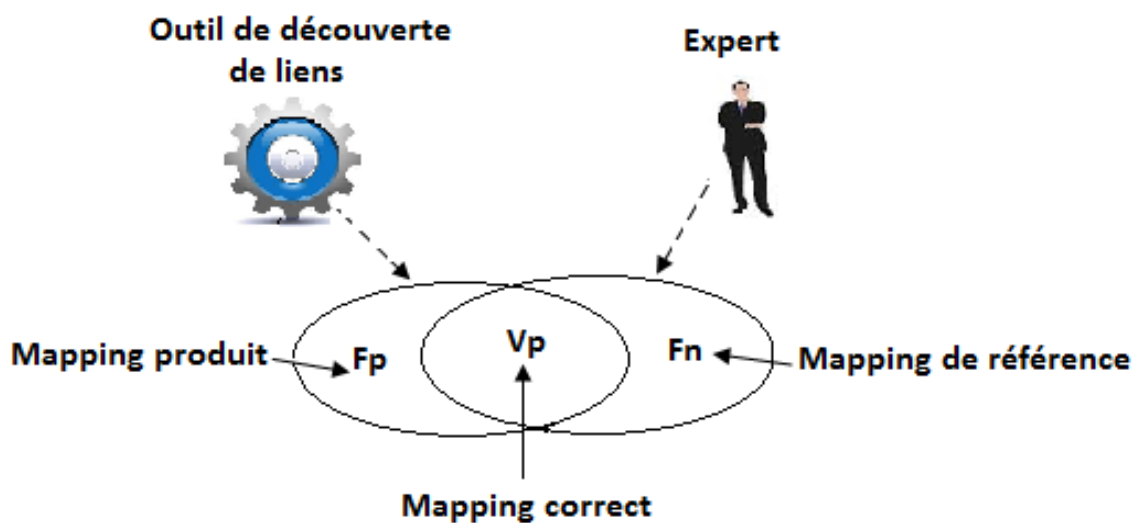 Outil de découverte
de liens
Expert
Mapping produit
Fp
Vp
Fn
Mapping de référence
Mapping correct